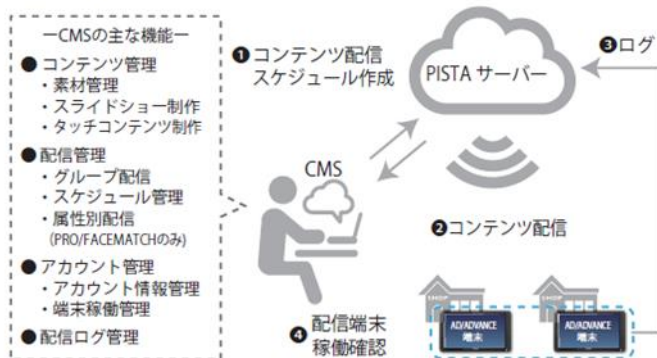 ーCMSの主な機能ー
● コンテンツ管理
・素材管理
・スライドショー制作
・タッチコンテンツ制作
● 配信管理
・グループ配信
・スケジュール管理
・属性別配信
(PRO/FACEMATCHのみ)
● アカウント管理
・アカウント情報管理
・端末稼働管理
● 配信ログ管理
❶コンテンツ配信
スケジュール作成
PISTA サーバー
❸ログ
CMS
❷コンテンツ配信
❹ 配信端末
稼働確認
SHOP
AD/ADVANCE
端末
SHOP
AD/ADVANCE
端末